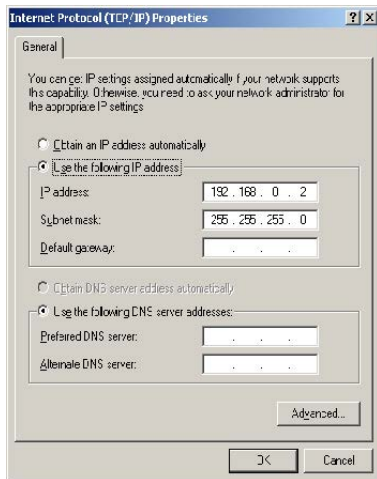 Internet Protocol (TCP/IP) Properties
General
You can get IP settings assigned automatically if your network supports
this capability. Otherwise, you need to ask your network administrator for
the appropriate IP settings.
Obtain an IP address automatically
Use the following IP address
IP address: 192 . 168 . 0 . 2
Subnet mask: 255 . 255 . 255 . 0
Default gateway: . . .
Obtain DNS server address automatically
Use the following DNS server addresses:
Preferred DNS server: . . .
Alternate DNS server: . . .
Advanced...
OK Cancel